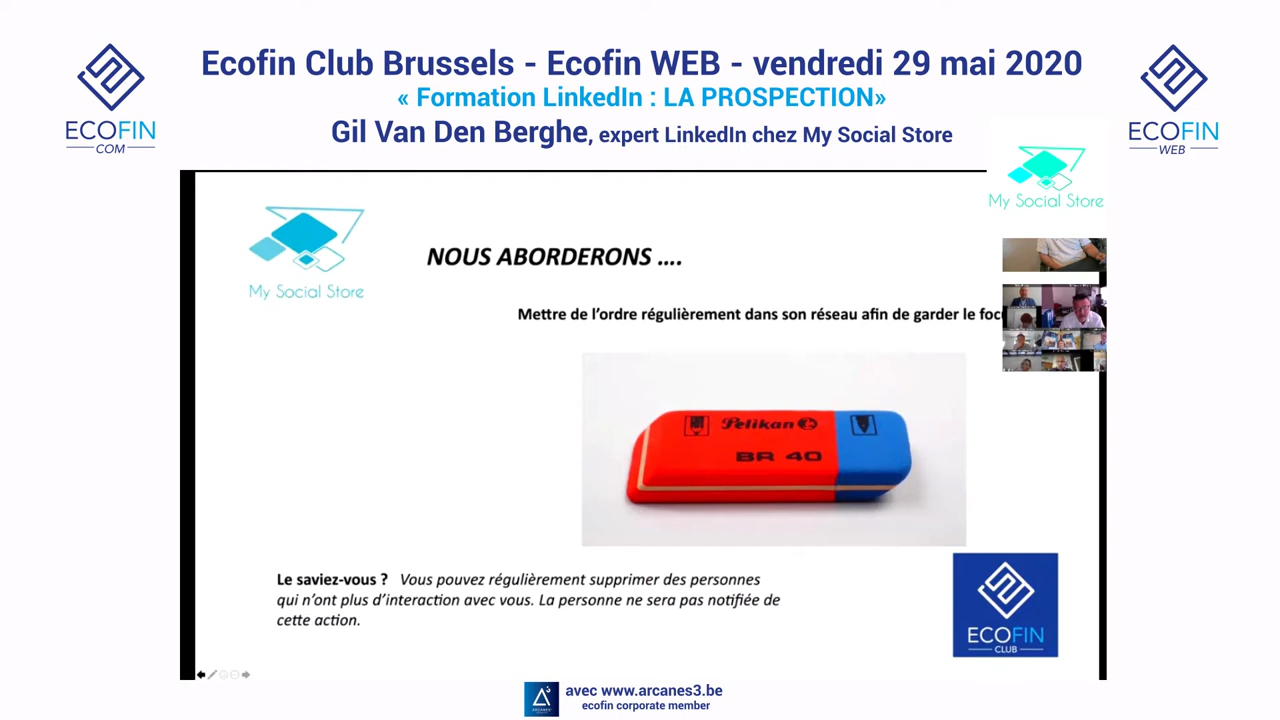 Ecofin Club Brussels - Ecofin WEB - vendredi 29 mai 2020
« Formation LinkedIn : LA PROSPECTION»
Gil Van Den Berghe, expert LinkedIn chez My Social Store
ECOFIN
COM
ECOFIN
WEB
My Social Store
My Social Store
NOUS ABORDERONS ....
Mettre de l'ordre régulièrement dans son réseau afin de garder le
Pelikan
BR 40
Le saviez-vous ? Vous pouvez régulièrement supprimer des personnes
qui n'ont plus d'interaction avec vous. La personne ne sera pas notifiée de
cette action.
ECOFIN
CLUB
avec www.arcanes3.be
ecofin corporate member